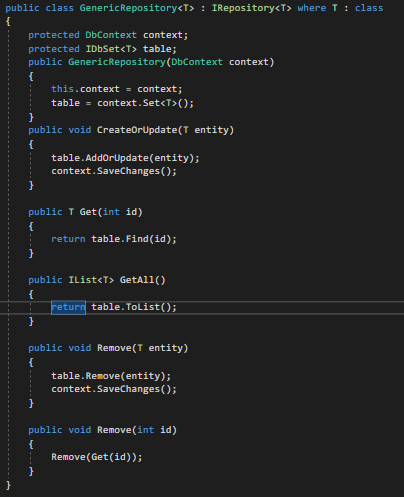 public class GenericRepository<T> : IRepository<T> where T : class
{
    protected DbContext context;
    protected IDbSet<T> table;
    public GenericRepository(DbContext context)
    {
        this.context = context;
        table = context.Set<T>();
    }
    public void CreateOrUpdate(T entity)
    {
        table.AddOrUpdate(entity);
        context.SaveChanges();
    }

    public T Get(int id)
    {
        return table.Find(id);
    }

    public IList<T> GetAll()
    {
        return table.ToList();
    }

    public void Remove(T entity)
    {
        table.Remove(entity);
        context.SaveChanges();
    }

    public void Remove(int id)
    {
        Remove(Get(id));
    }
}